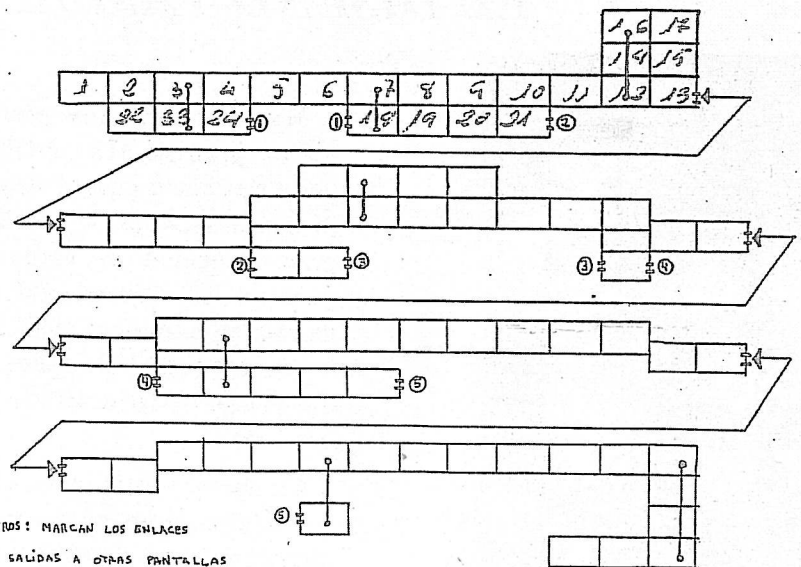 16 17
14 15
1 2 3 4 5 6 7 8 9 10 11 12 13
22 23 24 ① ① 18 19 20 21 ②
② ③ ③ ④
④ ⑤
⑤
ROS: MARCAN LOS ENLACES
SALIDAS A OTRAS PANTALLAS